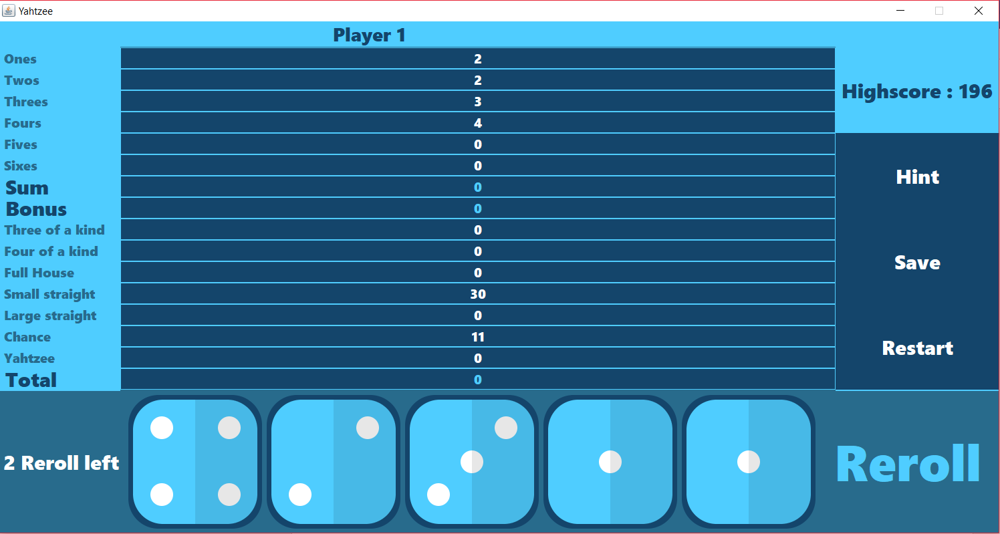 Yahtzee
Player 1
Ones 2
Twos 2
Threes 3
Fours 4
Fives 0
Sixes 0
Sum 0
Bonus 0
Three of a kind 0
Four of a kind 0
Full House 0
Small straight 30
Large straight 0
Chance 11
Yahtzee 0
Total 0
Highscore : 196
Hint
Save
Restart
2 Reroll left
Reroll